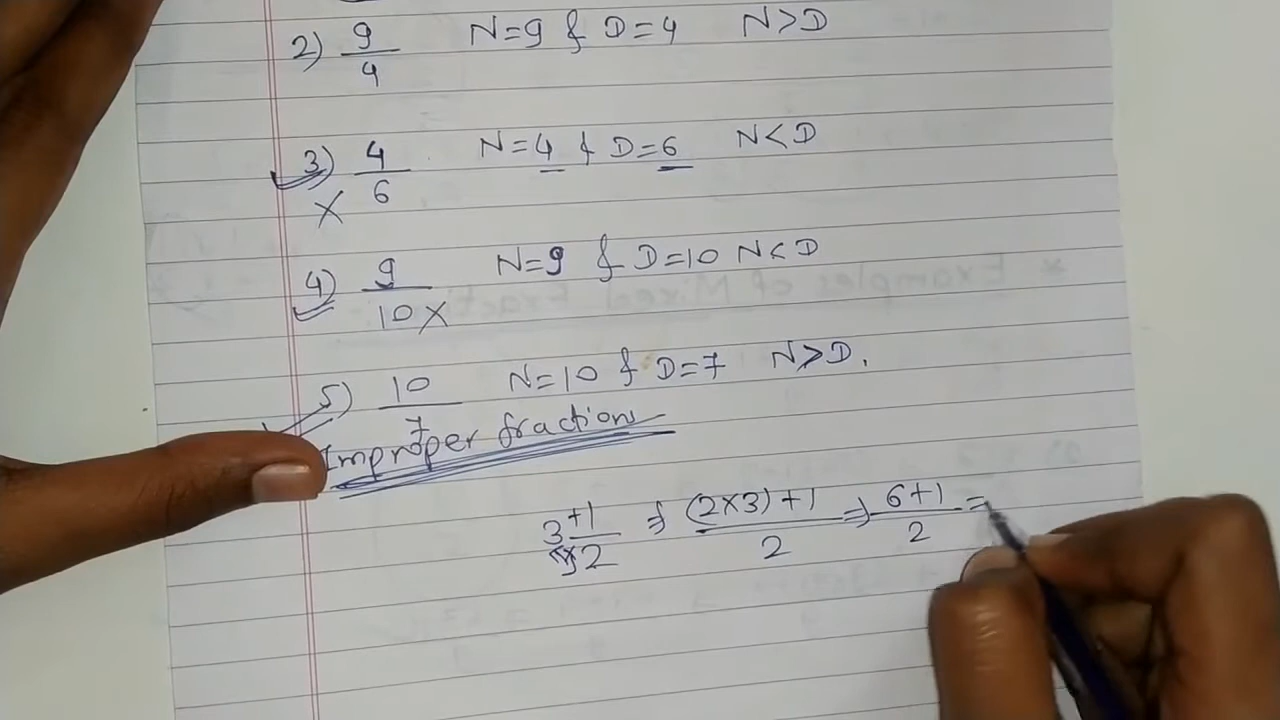 2) 9/4 N=9 & D=4 N>D
3) 4/6 N=4 & D=6 N<D
×
4) 9/10 × N=9 & D=10 N<D
5) 10/7 N=10 & D=7 N>D.
Improper fractions
3 +1/×2 ⇒ (2×3)+1/2 ⇒ 6+1/2 =